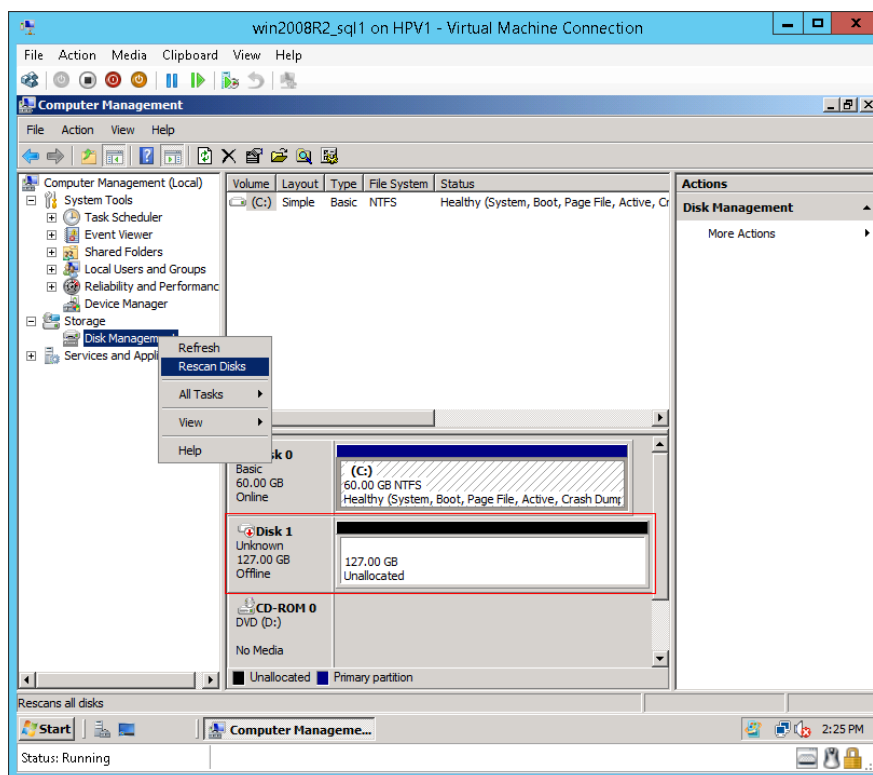 win2008R2_sql1 on HPV1 - Virtual Machine Connection
File Action Media Clipboard View Help
Computer Management
File Action View Help
Computer Management (Local)
System Tools
Task Scheduler
Event Viewer
Shared Folders
Local Users and Groups
Reliability and Performanc
Device Manager
Storage
Disk Managem
Services and Appli
Refresh
Rescan Disks
All Tasks
View
Help
Volume Layout Type File System Status
(C:) Simple Basic NTFS Healthy (System, Boot, Page File, Active, Cr
sk 0
Basic
60.00 GB
Online
(C:)
60.00 GB NTFS
Healthy (System, Boot, Page File, Active, Crash Dump
Disk 1
Unknown
127.00 GB
Offline
127.00 GB
Unallocated
CD-ROM 0
DVD (D:)
No Media
Unallocated Primary partition
Actions
Disk Management
More Actions
Rescans all disks
Start Computer Manageme... 2:25 PM
Status: Running